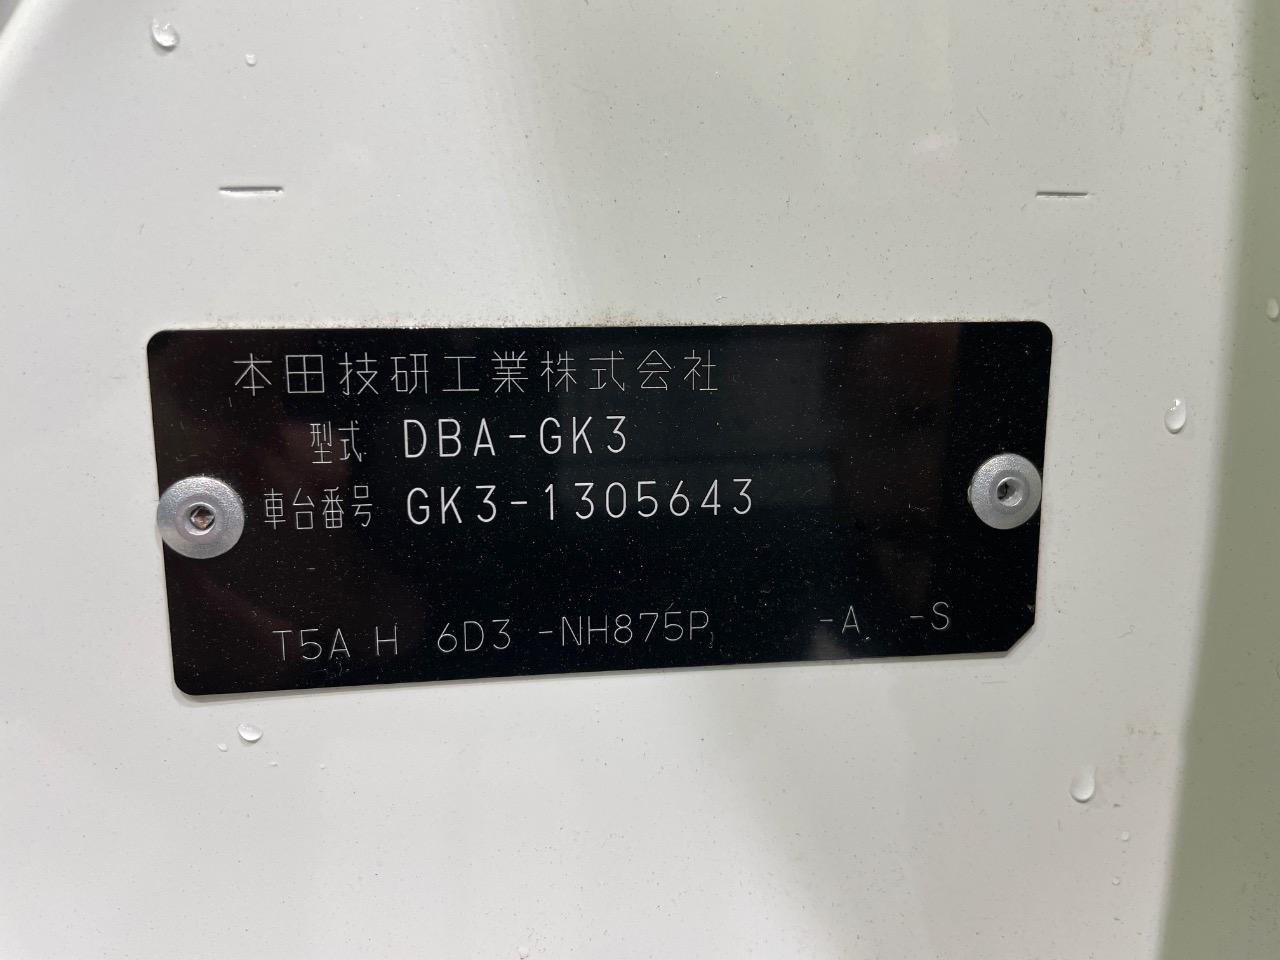 本田技研工業株式会社
型式 DBA-GK3
車台番号 GK3-1305643
T5A H 6D3 -NH875P -A -S